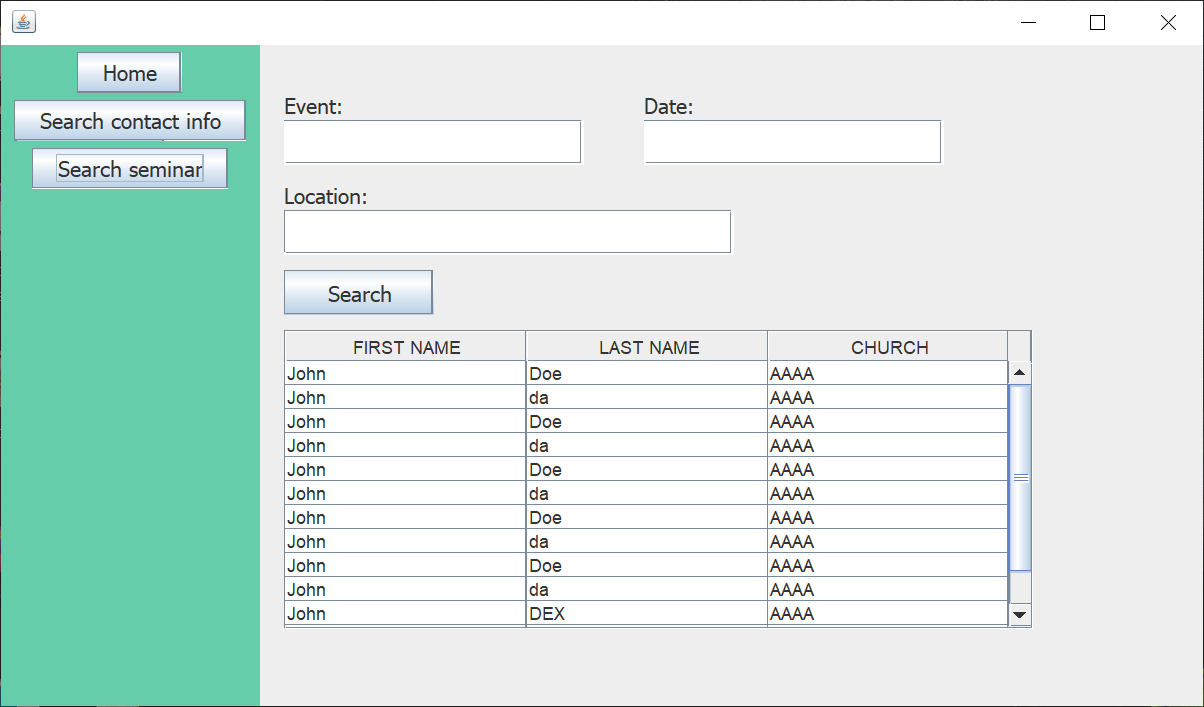 Home
Search contact info
Search seminar
Event: Date:
Location:
Search
FIRST NAME LAST NAME CHURCH
John Doe AAAA
John da AAAA
John Doe AAAA
John da AAAA
John Doe AAAA
John da AAAA
John Doe AAAA
John da AAAA
John Doe AAAA
John da AAAA
John DEX AAAA